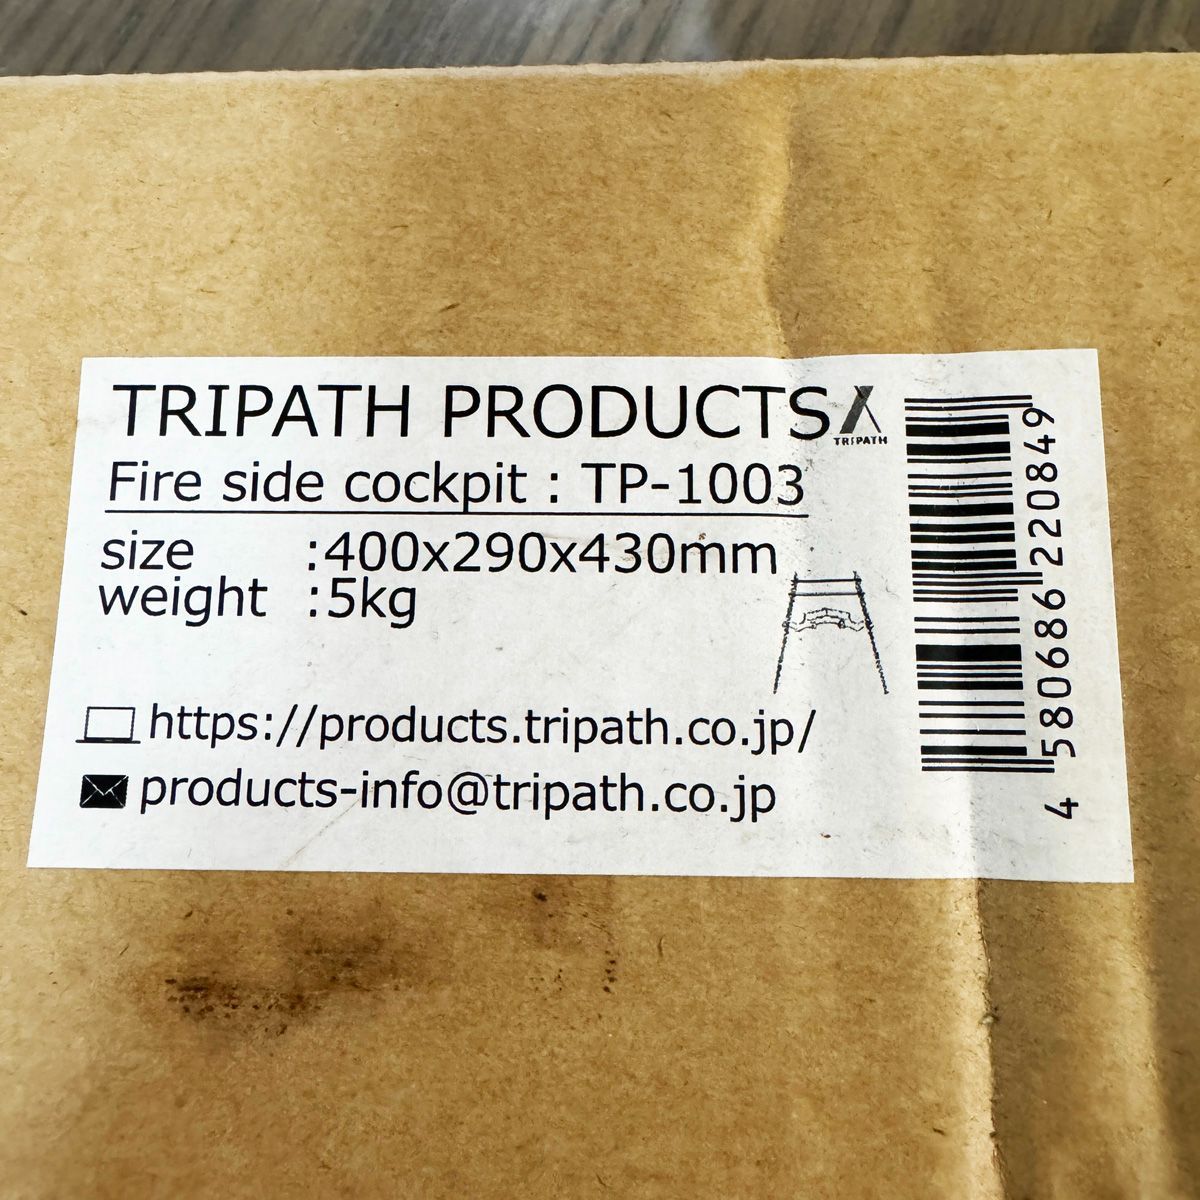 TRIPATH PRODUCTS
TRIPATH
Fire side cockpit : TP-1003
size :400x290x430mm
weight :5kg
https://products.tripath.co.jp/
products-info@tripath.co.jp
4 580686 220849